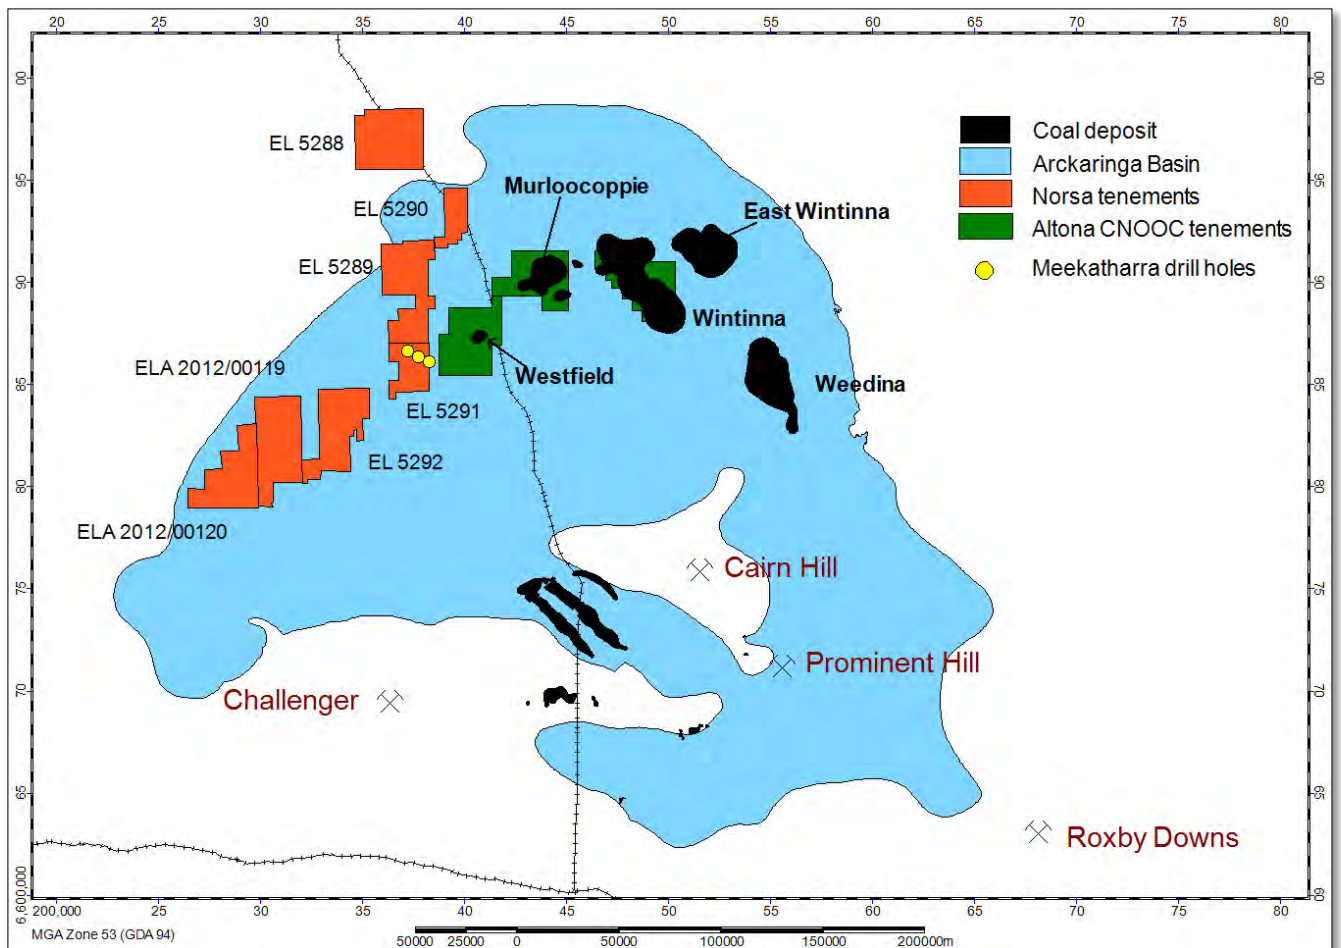 20 25 30 35 40 45 50 55 60 65 70 75 80
00
95
90
85
80
75
70
65
6,600,000
00
95
90
85
80
75
70
65
60
EL 5288
EL 5290
EL 5289
ELA 2012/00119
EL 5291
EL 5292
ELA 2012/00120
Murloocoppie
East Wintinna
Wintinna
Westfield
Weedina
Coal deposit
Arckaringa Basin
Norsa tenements
Altona CNOOC tenements
Meekatharra drill holes
Cairn Hill
Prominent Hill
Challenger
Roxby Downs
200,000 25 30 35 40 45 50 55 60 65 70 75 80
MGA Zone 53 (GDA 94)
50000 25000 0 50000 100000 150000 200000m